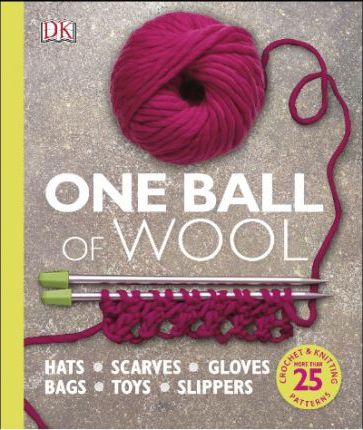 DK
ONE BALL
OF WOOL
HATS * SCARVES * GLOVES
BAGS * TOYS * SLIPPERS
CROCHET & KNITTING
MORE THAN
25
PATTERNS